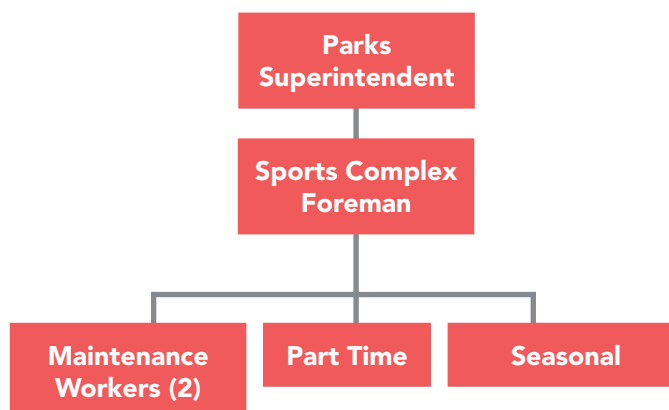 Parks
Superintendent
Sports Complex
Foreman
Maintenance
Workers (2)
Part Time
Seasonal